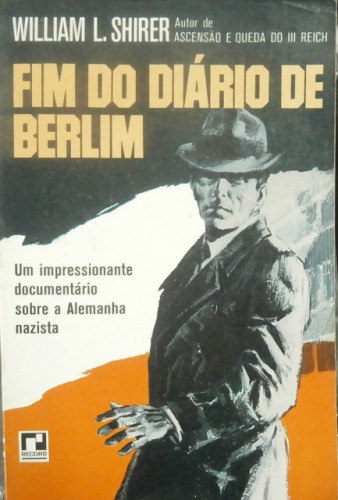 WILLIAM L. SHIRER
Autor de
ASCENSÃO E QUEDA DO III REICH
FIM DO DIÁRIO DE
BERLIM
Um impressionante
documentário
sobre a Alemanha
nazista
RECORD